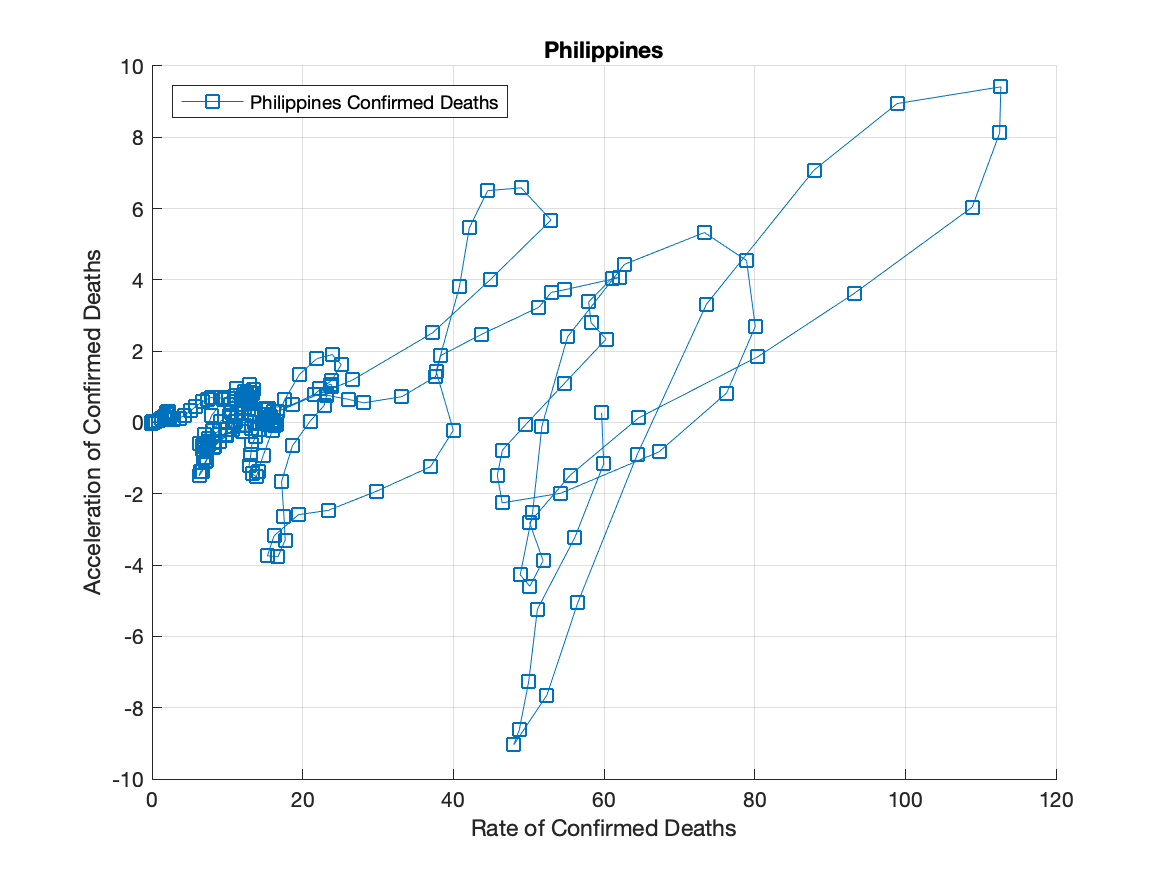 Philippines
Philippines Confirmed Deaths
10
8
6
4
2
0
-2
-4
-6
-8
-10
Acceleration of Confirmed Deaths
0 20 40 60 80 100 120
Rate of Confirmed Deaths